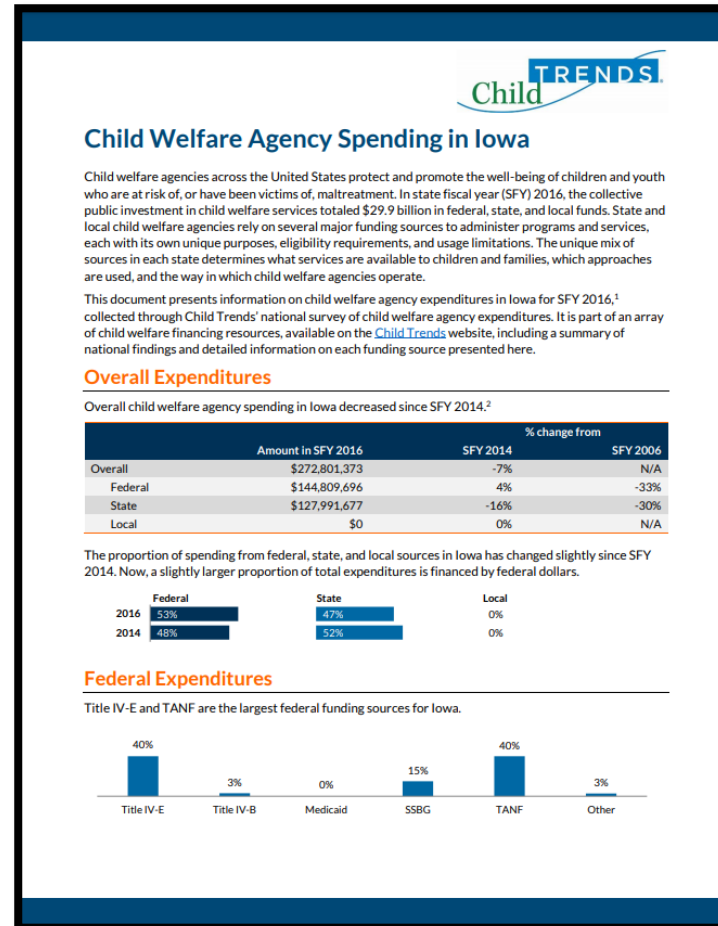 Child TRENDS®
Child Welfare Agency Spending in Iowa
Child welfare agencies across the United States protect and promote the well-being of children and youth
who are at risk of, or have been victims of, maltreatment. In state fiscal year (SFY) 2016, the collective
public investment in child welfare services totaled $29.9 billion in federal, state, and local funds. State and
local child welfare agencies rely on several major funding sources to administer programs and services,
each with its own unique purposes, eligibility requirements, and usage limitations. The unique mix of
sources in each state determines what services are available to children and families, which approaches
are used, and the way in which child welfare agencies operate.
This document presents information on child welfare agency expenditures in Iowa for SFY 2016,¹
collected through Child Trends’ national survey of child welfare agency expenditures. It is part of an array
of child welfare financing resources, available on the Child Trends website, including a summary of
national findings and detailed information on each funding source presented here.
Overall Expenditures
Overall child welfare agency spending in Iowa decreased since SFY 2014.²
% change from
Amount in SFY 2016 SFY 2014 SFY 2006
Overall $272,801,373 -7% N/A
Federal $144,809,696 4% -33%
State $127,991,677 -16% -30%
Local $0 0% N/A
The proportion of spending from federal, state, and local sources in Iowa has changed slightly since SFY
2014. Now, a slightly larger proportion of total expenditures is financed by federal dollars.
Federal State Local
2016 53% 47% 0%
2014 48% 52% 0%
Federal Expenditures
Title IV-E and TANF are the largest federal funding sources for Iowa.
40% 3% 0% 15% 40% 3%
Title IV-E Title IV-B Medicaid SSBG TANF Other